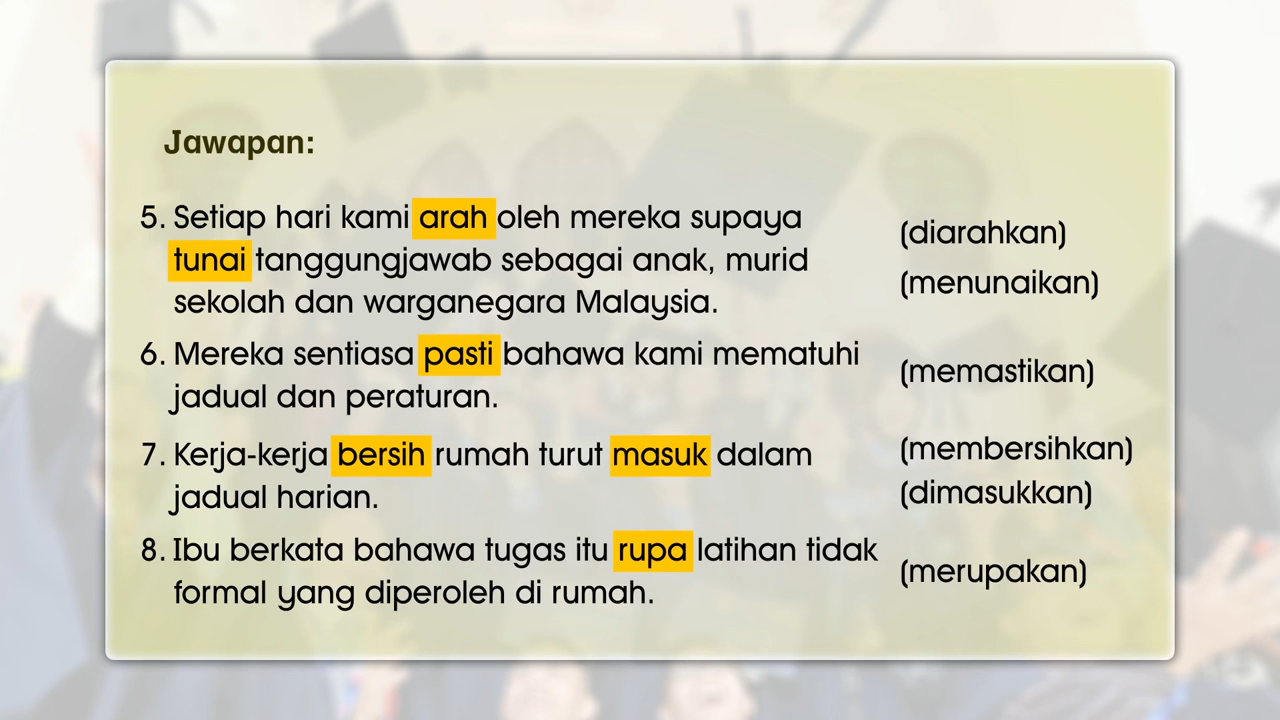 Jawapan:
5. Setiap hari kami arah oleh mereka supaya
(diarahkan)
tunai tanggungjawab sebagai anak, murid
(menunaikan)
sekolah dan warganegara Malaysia.
6. Mereka sentiasa pasti bahawa kami mematuhi
(memastikan)
jadual dan peraturan.
7. Kerja-kerja bersih rumah turut masuk dalam
(membersihkan)
jadual harian.
(dimasukkan)
8. Ibu berkata bahawa tugas itu rupa latihan tidak
(merupakan)
formal yang diperoleh di rumah.